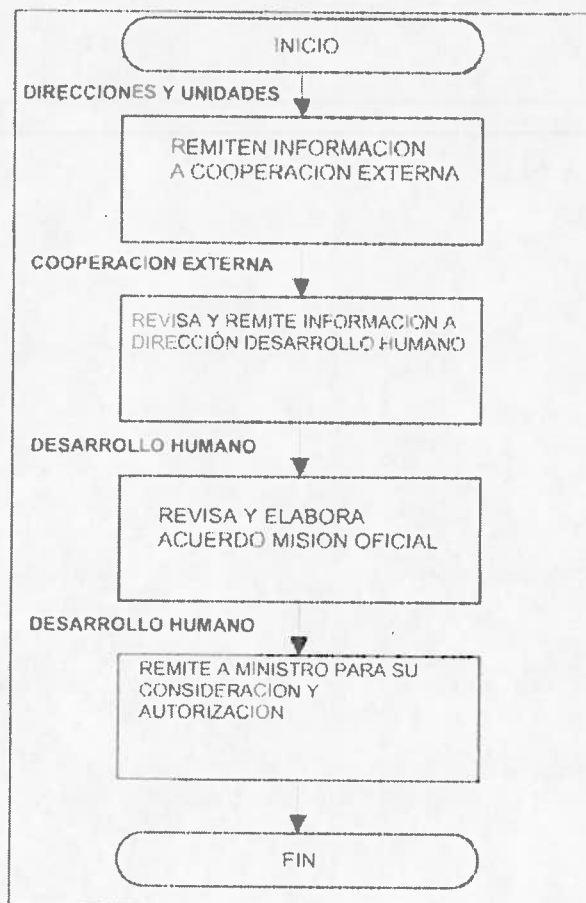 INICIO
DIRECCIONES Y UNIDADES
REMITEN INFORMACION
A COOPERACION EXTERNA
COOPERACION EXTERNA
REVISA Y REMITE INFORMACION A
DIRECCIÓN DESARROLLO HUMANO
DESARROLLO HUMANO
REVISA Y ELABORA
ACUERDO MISION OFICIAL
DESARROLLO HUMANO
REMITE A MINISTRO PARA SU
CONSIDERACION Y
AUTORIZACION
FIN